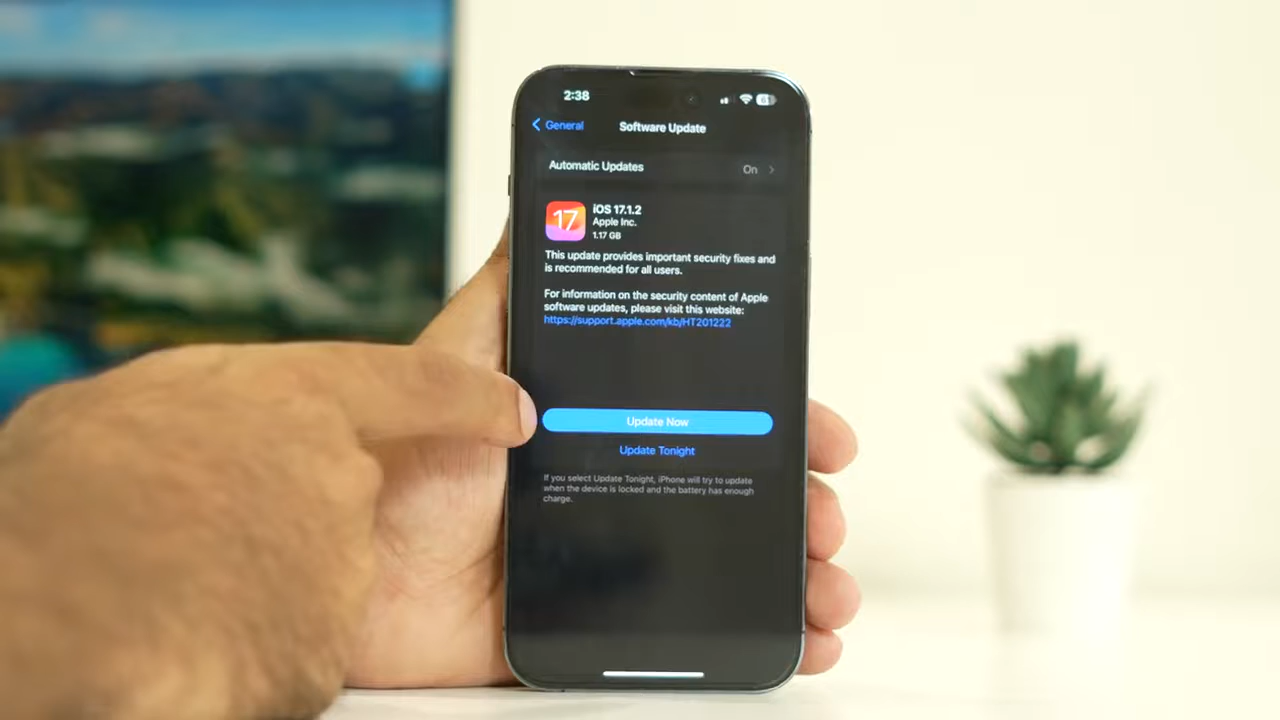 2:38
61
General
Software Update
Automatic Updates
On
17
iOS 17.1.2
Apple Inc.
1.17 GB
This update provides important security fixes and
is recommended for all users.
For information on the security content of Apple
software updates, please visit this website:
https://support.apple.com/kb/HT201222
Update Now
Update Tonight
If you select Update Tonight, iPhone will try to update
when the device is locked and the battery has enough
charge.